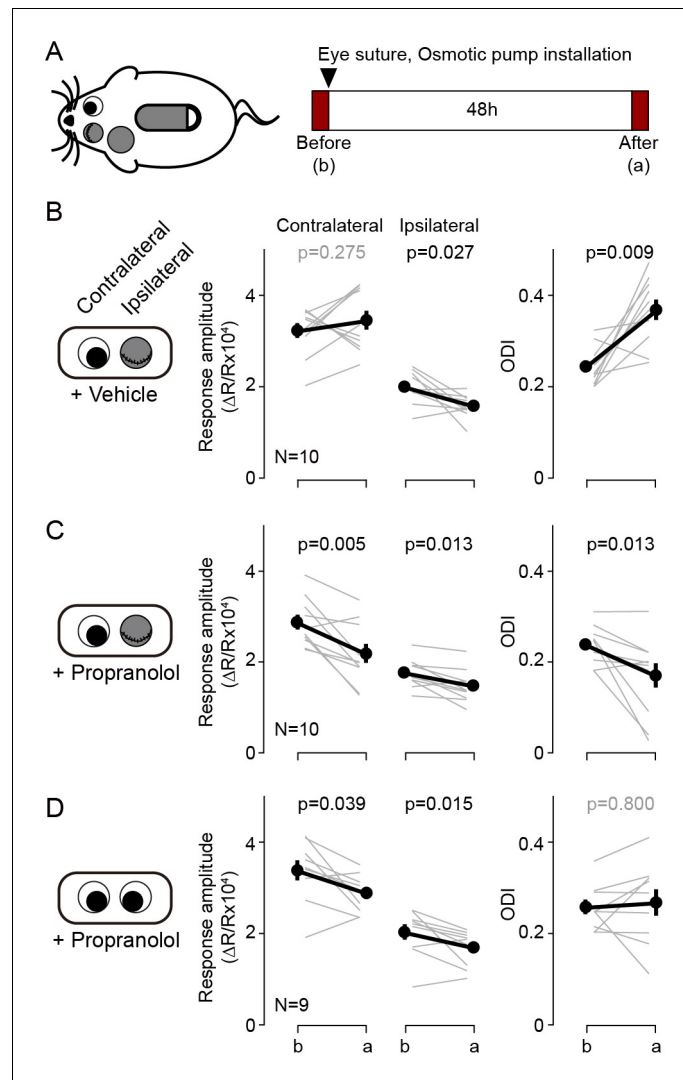 A
Eye suture, Osmotic pump installation
48h
Before
(b)
After
(a)
B
Contralateral
Ipsilateral
+ Vehicle
Response amplitude
(ΔR/Rx10⁴)
Contralateral
Ipsilateral
p=0.275
p=0.027
p=0.009
4
2
0
N=10
ODI
0.4
0.2
0
C
+ Propranolol
Response amplitude
(ΔR/Rx10⁴)
p=0.005
p=0.013
p=0.013
4
2
0
N=10
ODI
0.4
0.2
0
D
+ Propranolol
Response amplitude
(ΔR/Rx10⁴)
p=0.039
p=0.015
p=0.800
4
2
0
N=9
ODI
0.4
0.2
0
b
a
b
a
b
a